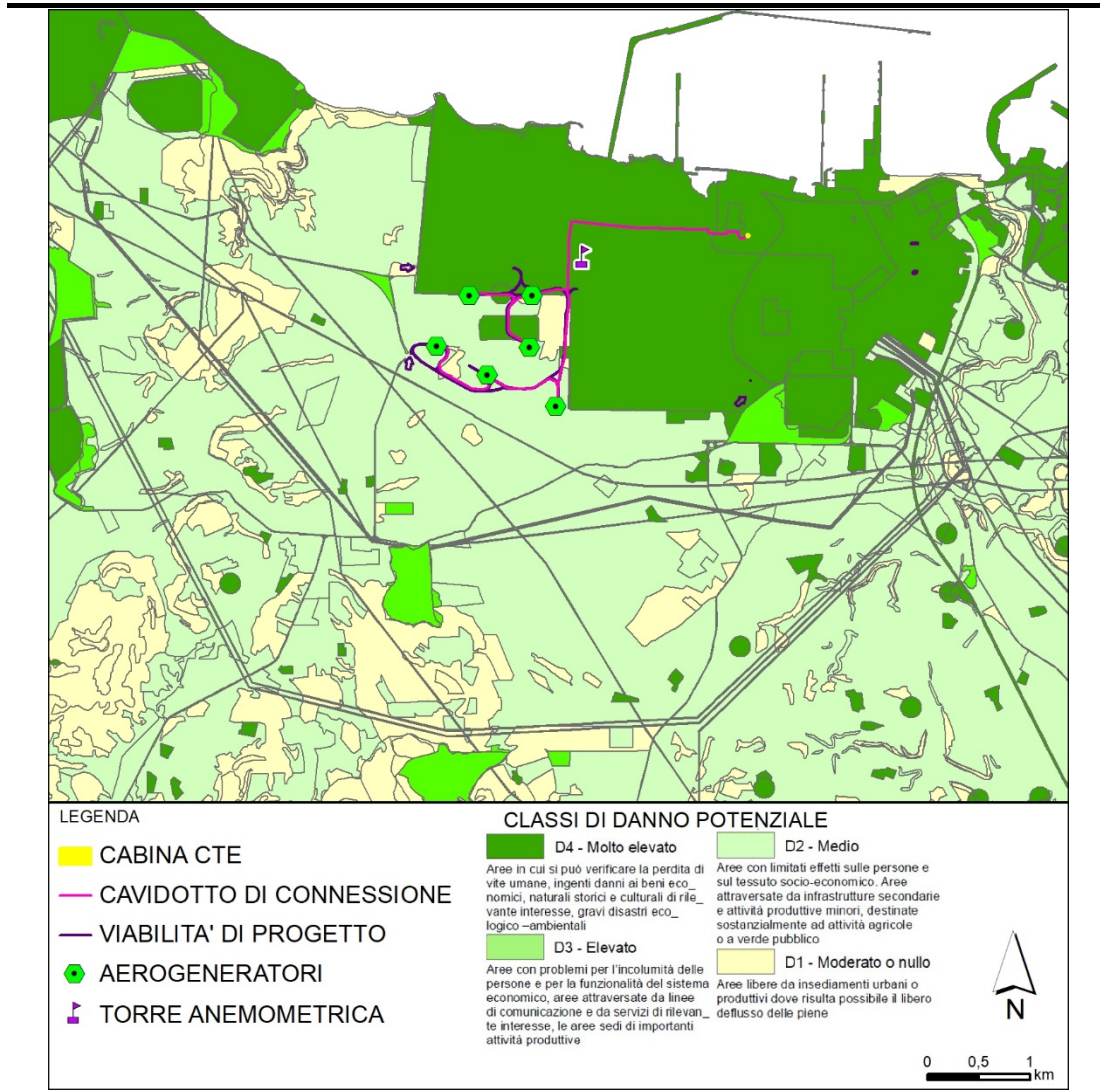 LEGENDA
CABINA CTE
CAVIDOTTO DI CONNESSIONE
VIABILITA' DI PROGETTO
AEROGENERATORI
TORRE ANEMOMETRICA
CLASSI DI DANNO POTENZIALE
D4 - Molto elevato
Aree in cui si può verificare la perdita di
vite umane, ingenti danni ai beni eco_
nomici, naturali storici e culturali di rile_
vante interesse, gravi disastri eco_
logico –ambientali
D3 - Elevato
Aree con problemi per l'incolumità delle
persone e per la funzionalità del sistema
economico, aree attraversate da linee
di comunicazione e da servizi di rilevan_
te interesse, le aree sedi di importanti
attività produttive
D2 - Medio
Aree con limitati effetti sulle persone e
sul tessuto socio-economico. Aree
attraversate da infrastrutture secondarie
e attività produttive minori, destinate
sostanzialmente ad attività agricole
o a verde pubblico
D1 - Moderato o nullo
Aree libere da insediamenti urbani o
produttivi dove risulta possibile il libero
deflusso delle piene
N
0 0,5 1
km